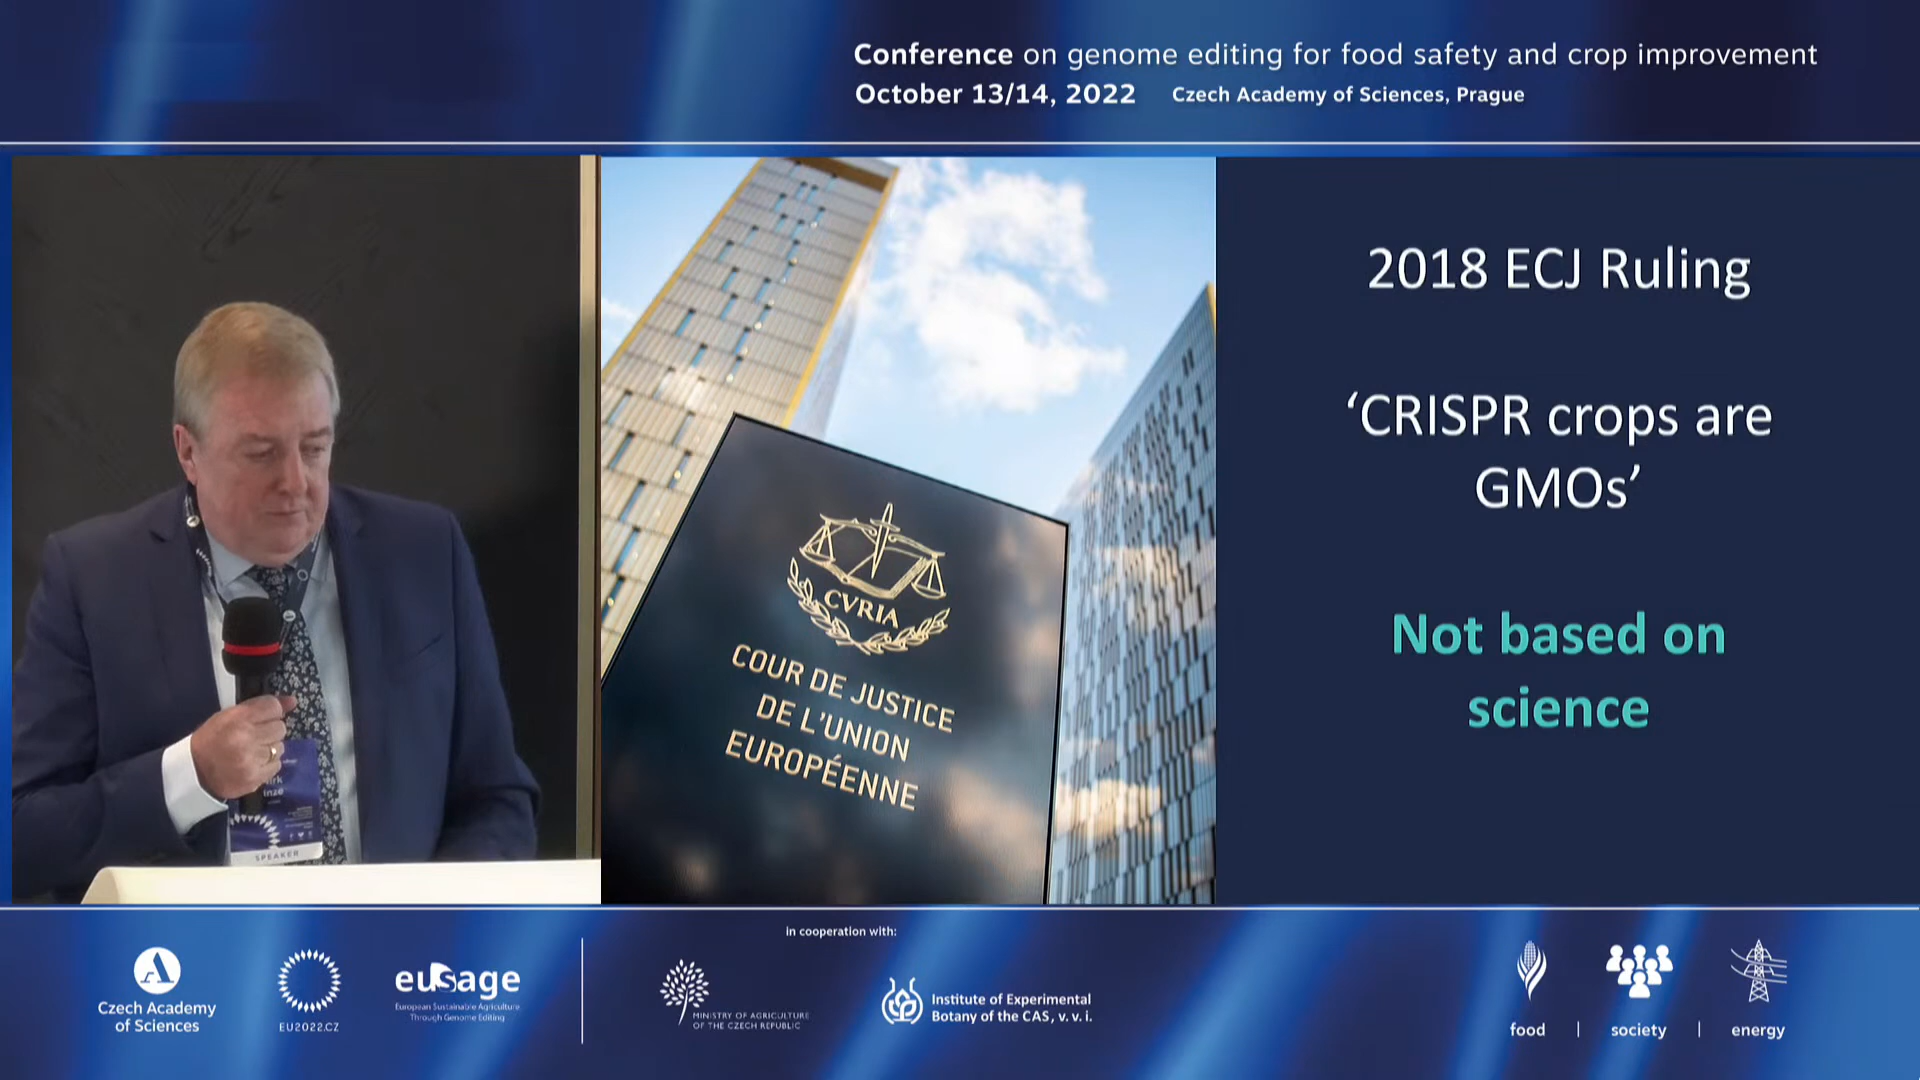 Conference on genome editing for food safety and crop improvement
October 13/14, 2022 Czech Academy of Sciences, Prague
2018 ECJ Ruling
‘CRISPR crops are
GMOs’
Not based on
science
CVRIA
COUR DE JUSTICE
DE L’UNION
EUROPÉENNE
SPEAKER
in cooperation with:
Czech Academy
of Sciences
EU2022.CZ
eusage
European Sustainable Agriculture
Through Genome Editing
MINISTRY OF AGRICULTURE
OF THE CZECH REPUBLIC
Institute of Experimental
Botany of the CAS, v. v. i.
food | society | energy